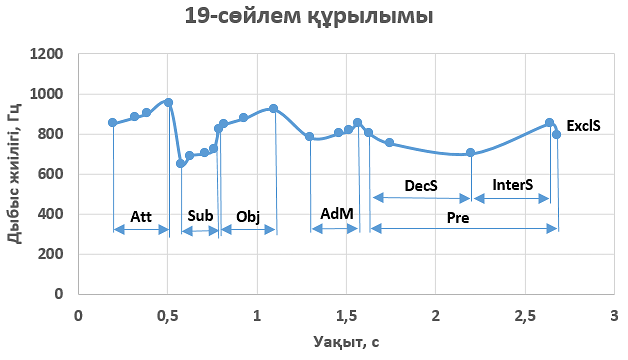 19-сөйлем құрылымы
Дыбыс жиілігі, Гц
1200
1000
800
600
400
200
0
ExclS
DecS
InterS
Att
Sub
Obj
AdM
Pre
0
0,5
1
1,5
2
2,5
3
Уақыт, с